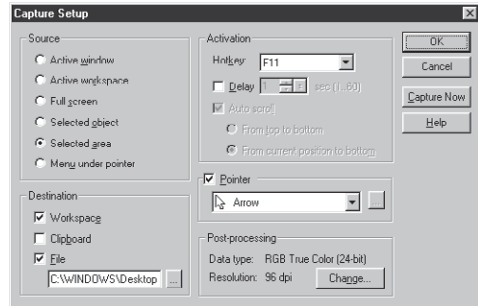 Capture Setup
Source
Active window
Active workspace
Full screen
Selected object
Selected area
Menu under pointer
Destination
Workspace
Clipboard
File
C:\WINDOWS\Desktop ...
Activation
Hotkey: F11
Delay 1 sec (1..60)
Auto scroll
From top to bottom
From current position to bottom
Pointer
Arrow ...
Post-processing
Data type: RGB True Color (24-bit)
Resolution: 96 dpi Change...
OK
Cancel
Capture Now
Help